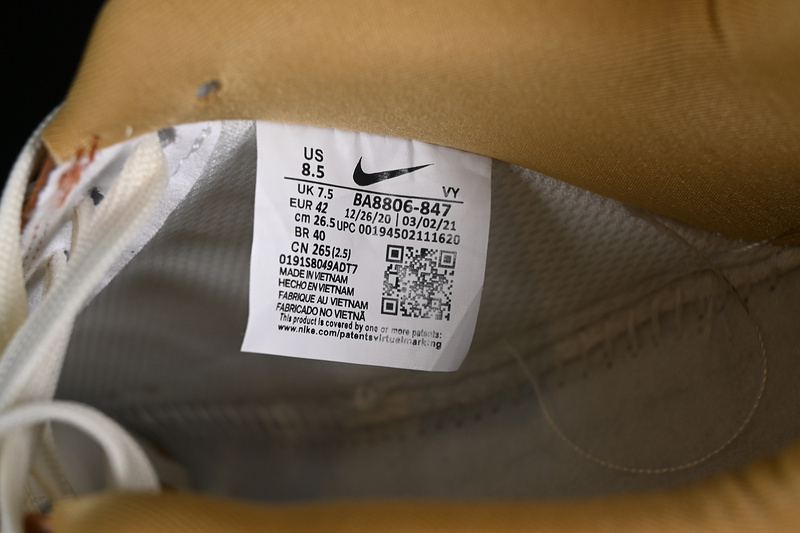 US
8.5
UK 7.5
EUR 42
cm 26.5
BR 40
CN 265(2.5)
VY
BA8806-847
12/26/20 | 03/02/21
UPC 00194502111620
0191S8049ADT7
MADE IN VIETNAM
HECHO EN VIETNAM
FABRIQUE AU VIETNAM
FABRICADO NO VIETNÃ
This product is covered by one or more patents:
www.nike.com/patentsvirtualmarking